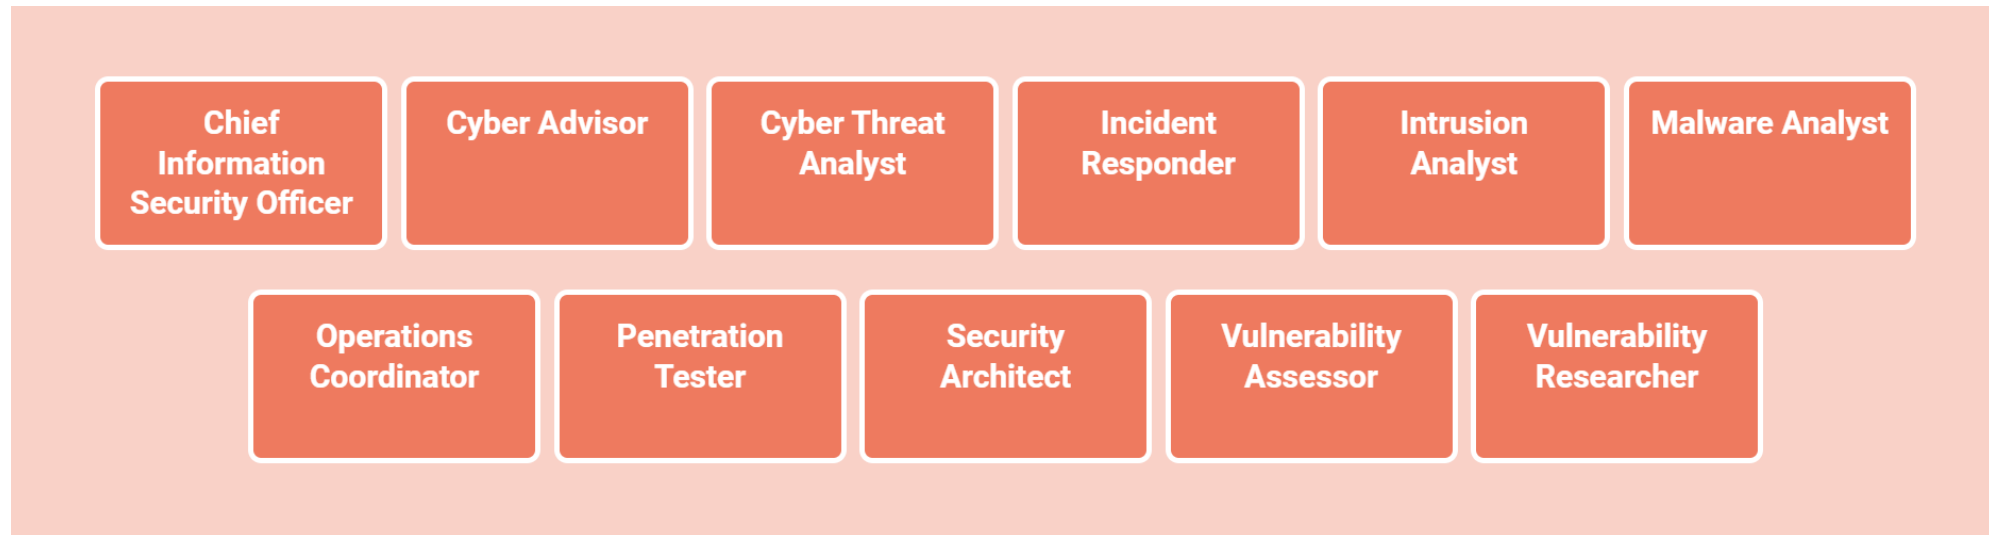 Chief
Information
Security Officer
Cyber Advisor
Cyber Threat
Analyst
Incident
Responder
Intrusion
Analyst
Malware Analyst
Operations
Coordinator
Penetration
Tester
Security
Architect
Vulnerability
Assessor
Vulnerability
Researcher